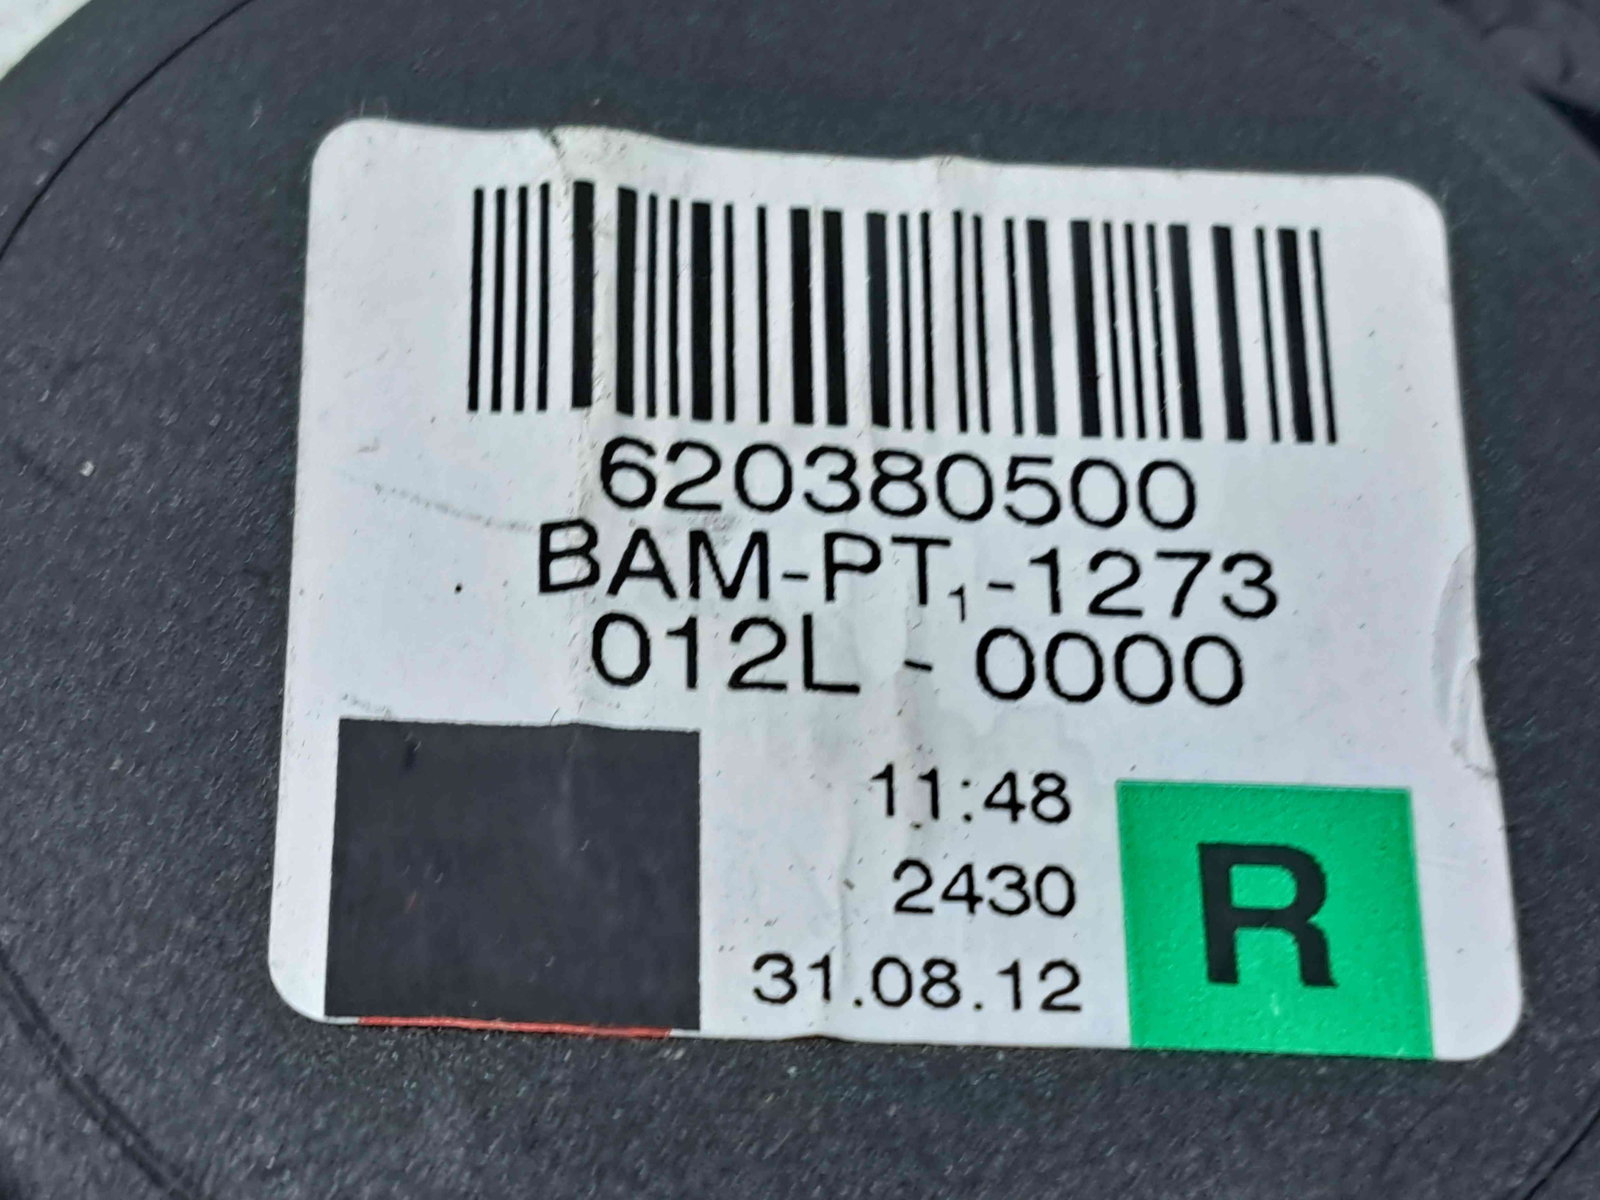 620380500
BAM-PT₁-1273
012L - 0000
11:48
2430
31.08.12
R